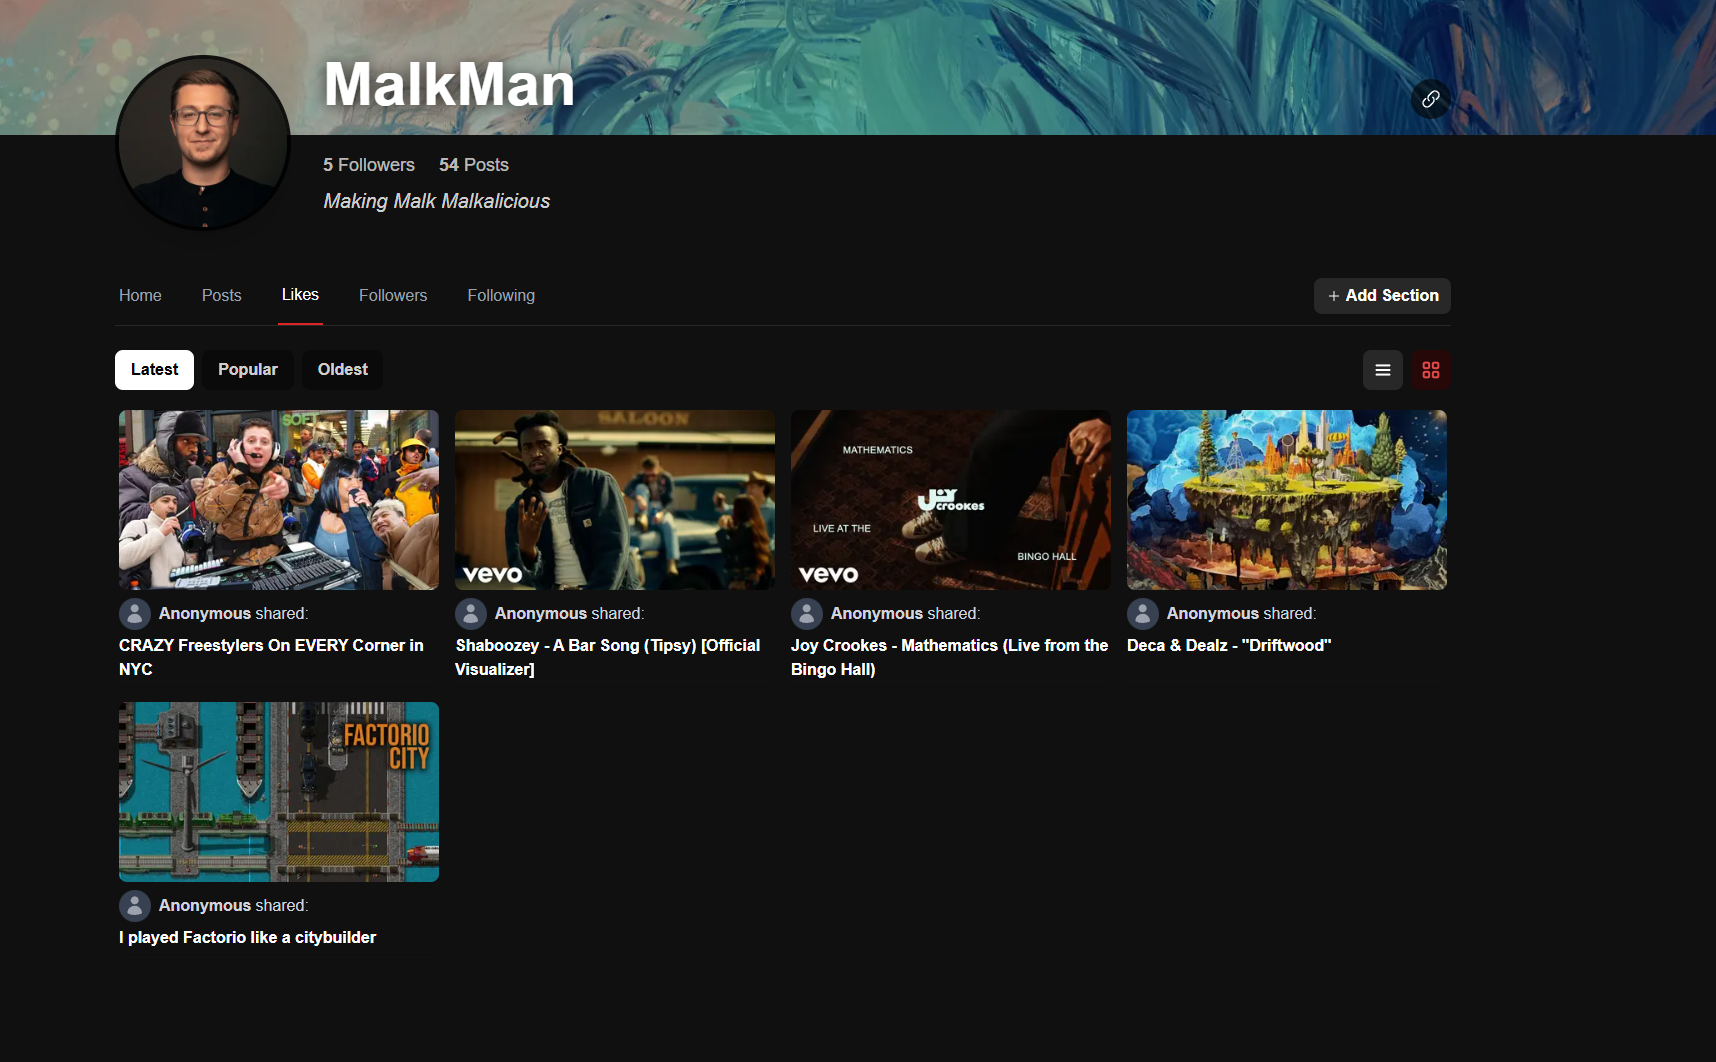 MalkMan
5 Followers 54 Posts
Making Malk Malkalicious
Home Posts Likes Followers Following
+ Add Section
Latest Popular Oldest
SOFT
SALOON
vevo
MATHEMATICS
Joy
crookes
LIVE AT THE
BINGO HALL
vevo
Anonymous shared:
CRAZY Freestylers On EVERY Corner in
NYC
Anonymous shared:
Shaboozey - A Bar Song (Tipsy) [Official
Visualizer]
Anonymous shared:
Joy Crookes - Mathematics (Live from the
Bingo Hall)
Anonymous shared:
Deca & Dealz - "Driftwood"
FACTORIO
CITY
Anonymous shared:
I played Factorio like a citybuilder